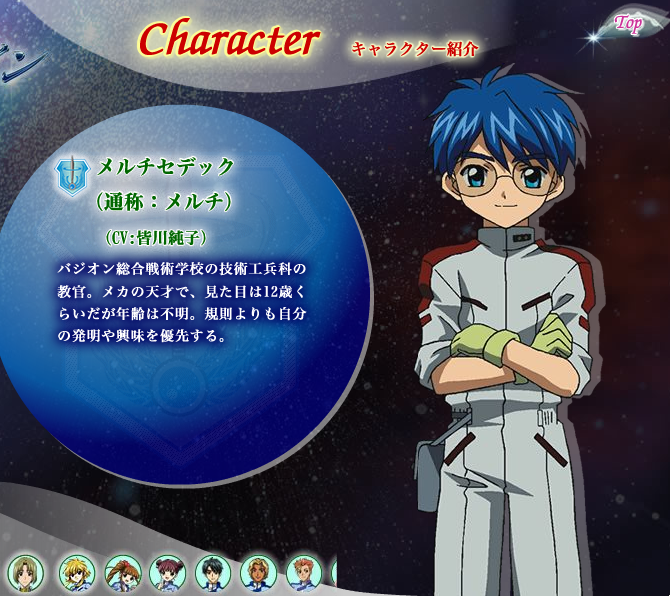 Character キャラクター紹介
Top
ン
メルチセデック
(通称：メルチ)
(CV:皆川純子)
バジオン総合戦術学校の技術工兵科の
教官。メカの天才で、見た目は12歳く
らいだが年齢は不明。規則よりも自分
の発明や興味を優先する。